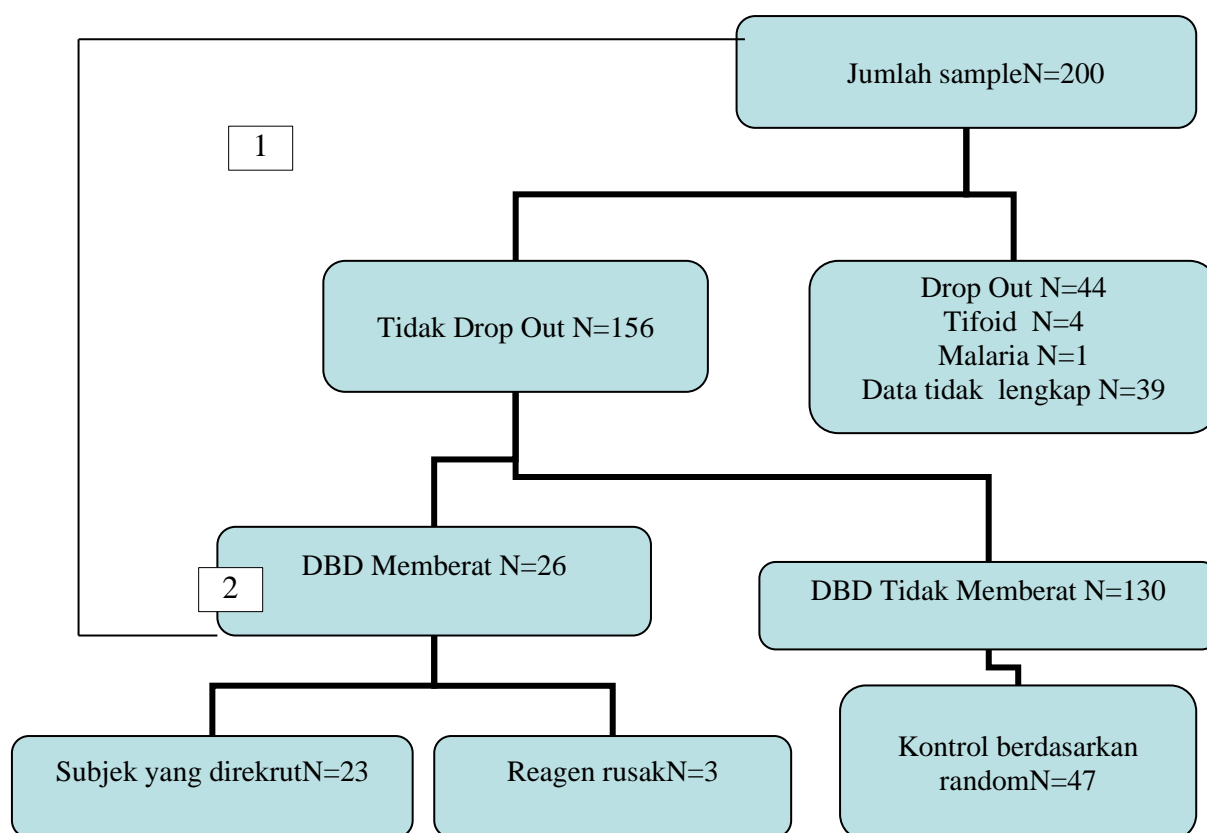 Jumlah sampleN=200
1
Tidak Drop Out N=156
Drop Out N=44
Tifoid N=4
Malaria N=1
Data tidak lengkap N=39
DBD Memberat N=26
2
DBD Tidak Memberat N=130
Subjek yang direkrutN=23
Reagen rusakN=3
Kontrol berdasarkan
randomN=47